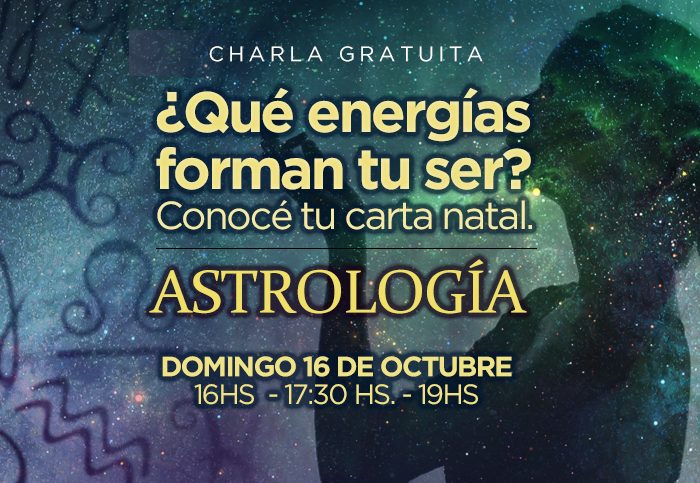 CHARLA GRATUITA
¿Qué energías
forman tu ser?
Conocé tu carta natal.
ASTROLOGÍA
DOMINGO 16 DE OCTUBRE
16HS - 17:30 HS. - 19HS